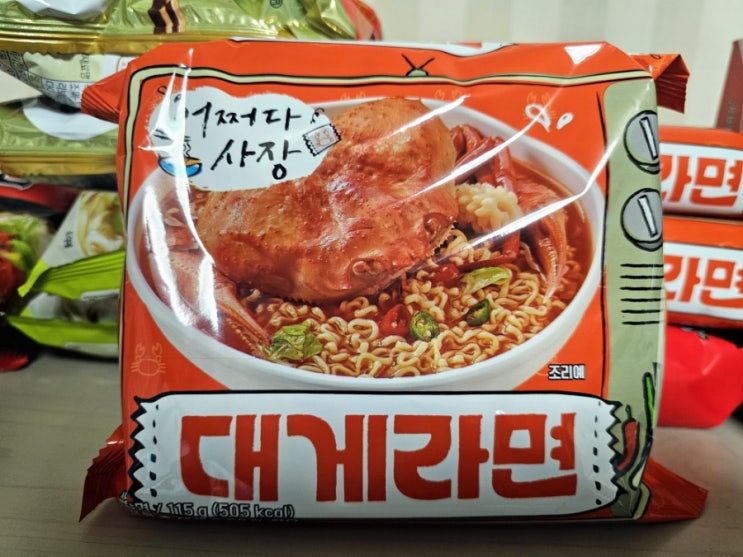 어쩌다
사장
조리예
대게라면
115 g (505 kcal)
라면
라면